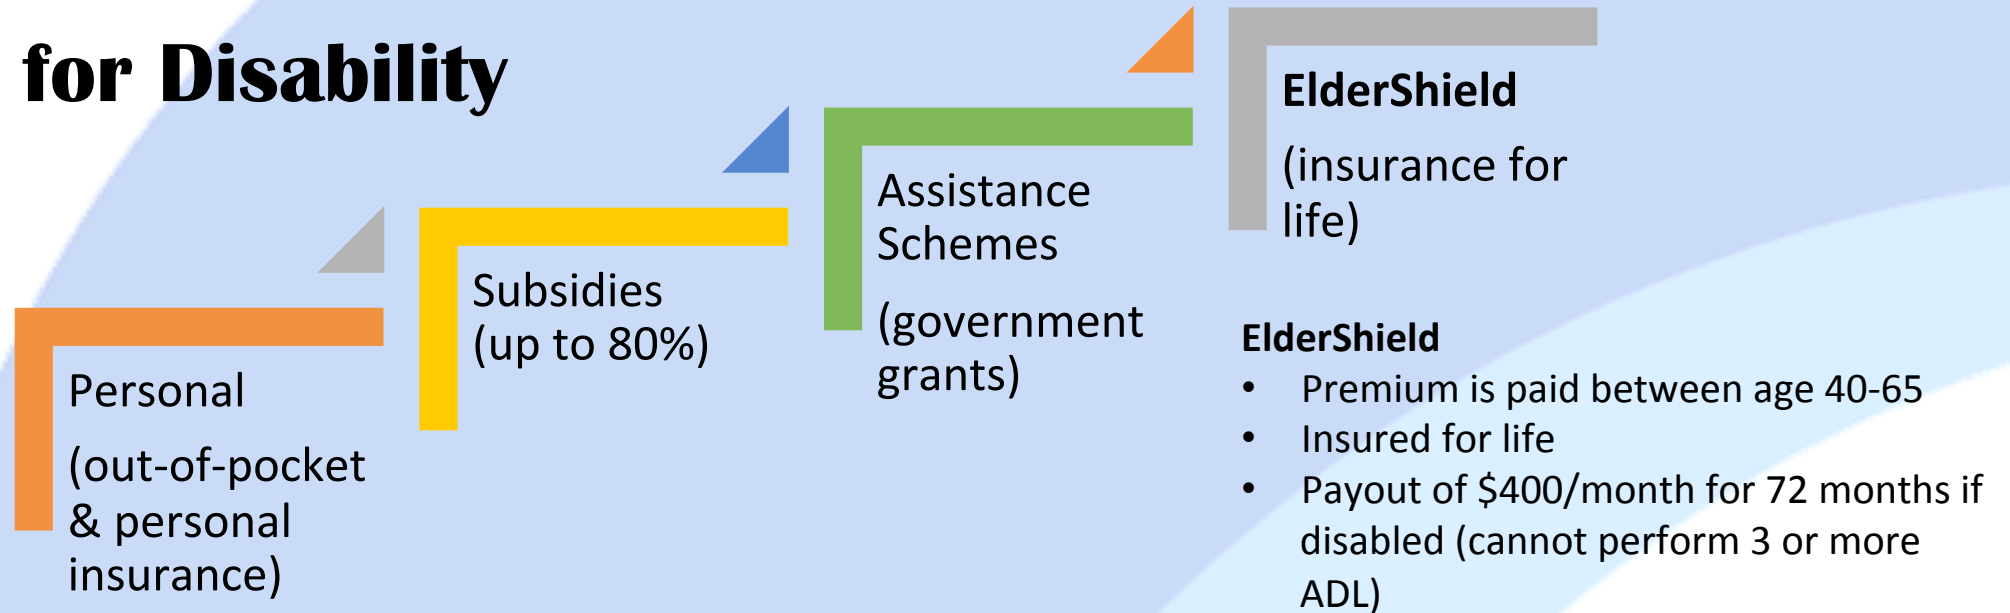 for Disability
Personal
(out-of-pocket
& personal
insurance)
Subsidies
(up to 80%)
Assistance
Schemes
(government
grants)
ElderShield
(insurance for
life)
ElderShield
• Premium is paid between age 40-65
• Insured for life
• Payout of $400/month for 72 months if
disabled (cannot perform 3 or more
ADL)